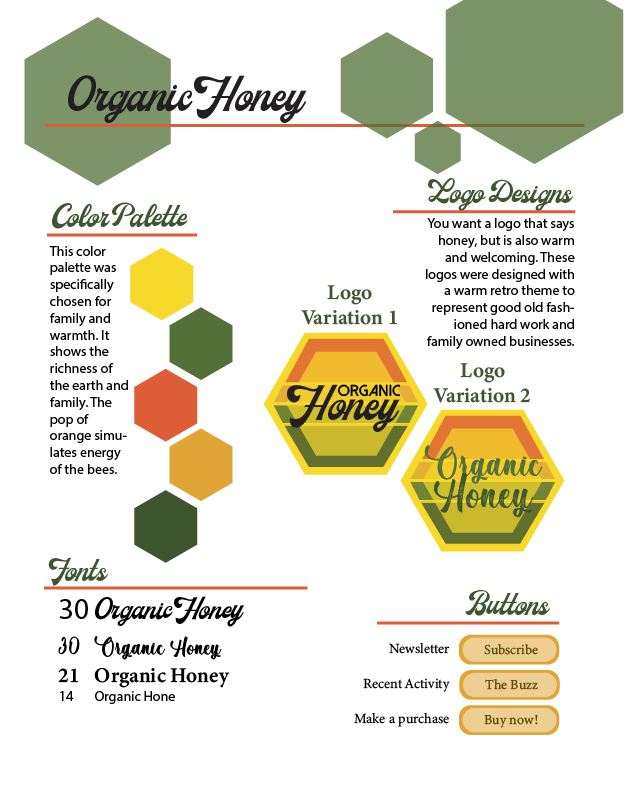 Organic Honey
Color Palette
This color
palette was
specifically
chosen for
family and
warmth. It
shows the
richness of
the earth and
family. The
pop of
orange simu-
lates energy
of the bees.
Logo Designs
You want a logo that says
honey, but is also warm
and welcoming. These
logos were designed with
a warm retro theme to
represent good old fash-
ioned hard work and
family owned businesses.
Logo
Variation 1
ORGANIC
Honey
Logo
Variation 2
Organic
Honey
Fonts
30 Organic Honey
30 Organic Honey
21 Organic Honey
14 Organic Hone
Buttons
Newsletter Subscribe
Recent Activity The Buzz
Make a purchase Buy now!